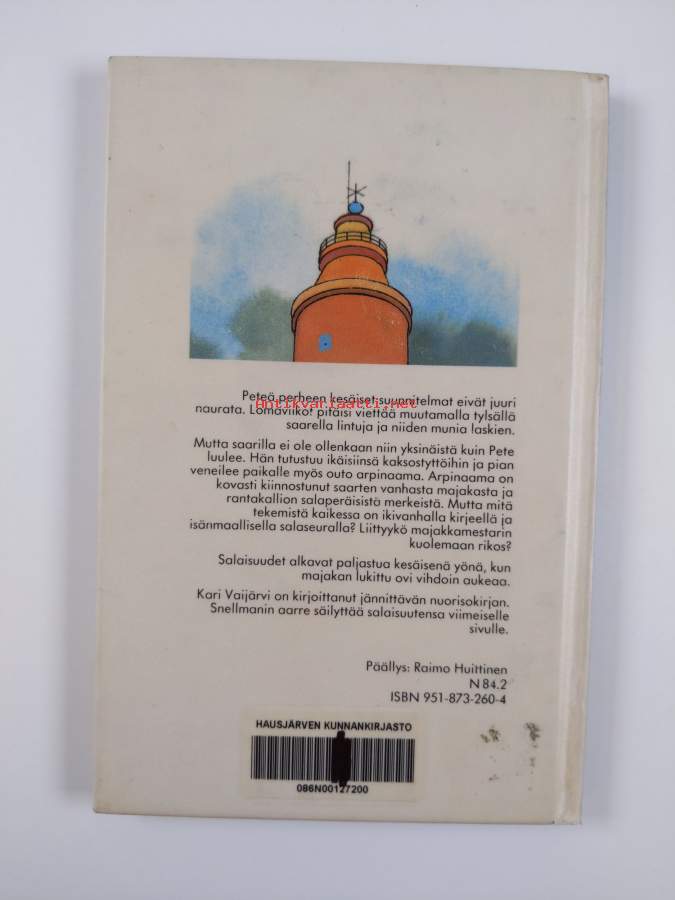 Peteä perheen kesäiset suunnitelmat eivät juuri
Antikvariaatti.net
naurata. Lomaviikot pitäisi viettää muutamalla tylsällä
saarella lintuja ja niiden munia laskien.
Mutta saarilla ei ole ollenkaan niin yksinäistä kuin Pete
luulee. Hän tutustuu ikäisiinsä kaksostyttöihin ja pian
veneilee paikalle myös outo arpinaama. Arpinaama on
kovasti kiinnostunut saarten vanhasta majakasta ja
rantakallion salaperäisistä merkeistä. Mutta mitä
tekemistä kaikessa on ikivanhalla kirjeellä ja
isänmaallisella salaseuralla? Liittyykö majakkamestarin
kuolemaan rikos?
Salaisuudet alkavat paljastua kesäisenä yönä, kun
majakan lukittu ovi vihdoin aukeaa.
Kari Vaijärvi on kirjoittanut jännittävän nuorisokirjan.
Snellmanin aarre säilyttää salaisuutensa viimeiselle
sivulle.
Päällys: Raimo Huittinen
N 84.2
ISBN 951-873-260-4
HAUSJÄRVEN KUNNANKIRJASTO
086N00127200